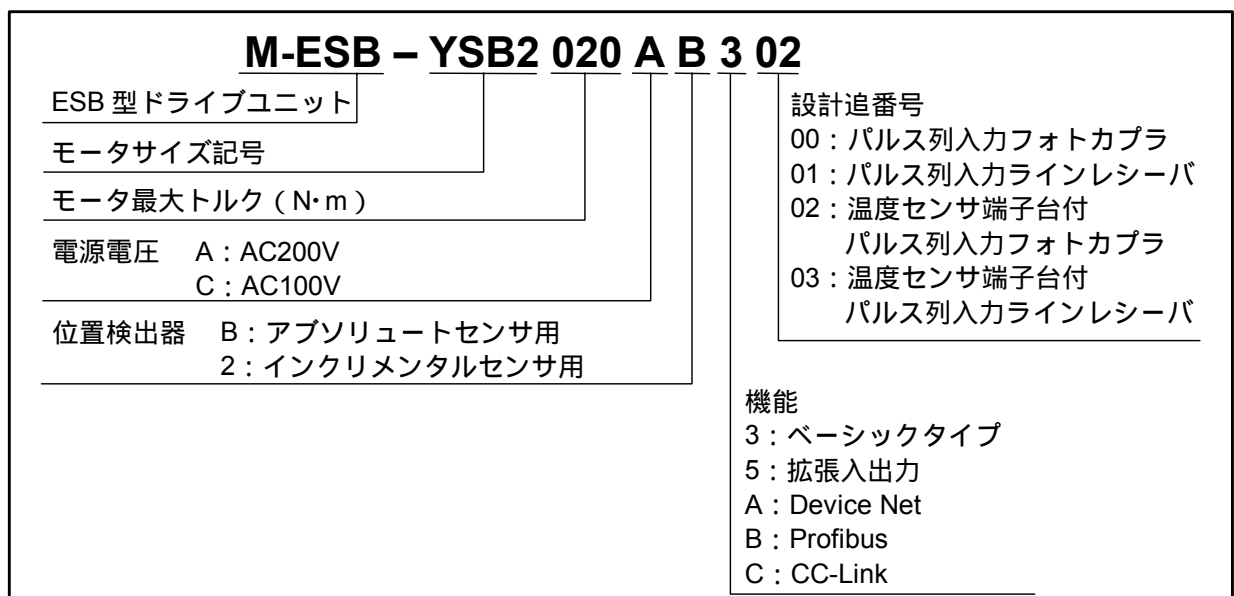 M-ESB – YSB2 020 A B 3 02
ESB 型ドライブユニット
モータサイズ記号
モータ最大トルク（N･m）
電源電圧 A：AC200V
C：AC100V
位置検出器 B：アブソリュートセンサ用
2：インクリメンタルセンサ用
設計追番号
00：パルス列入力フォトカプラ
01：パルス列入力ラインレシーバ
02：温度センサ端子台付
パルス列入力フォトカプラ
03：温度センサ端子台付
パルス列入力ラインレシーバ
機能
3：ベーシックタイプ
5：拡張入出力
A：Device Net
B：Profibus
C：CC-Link